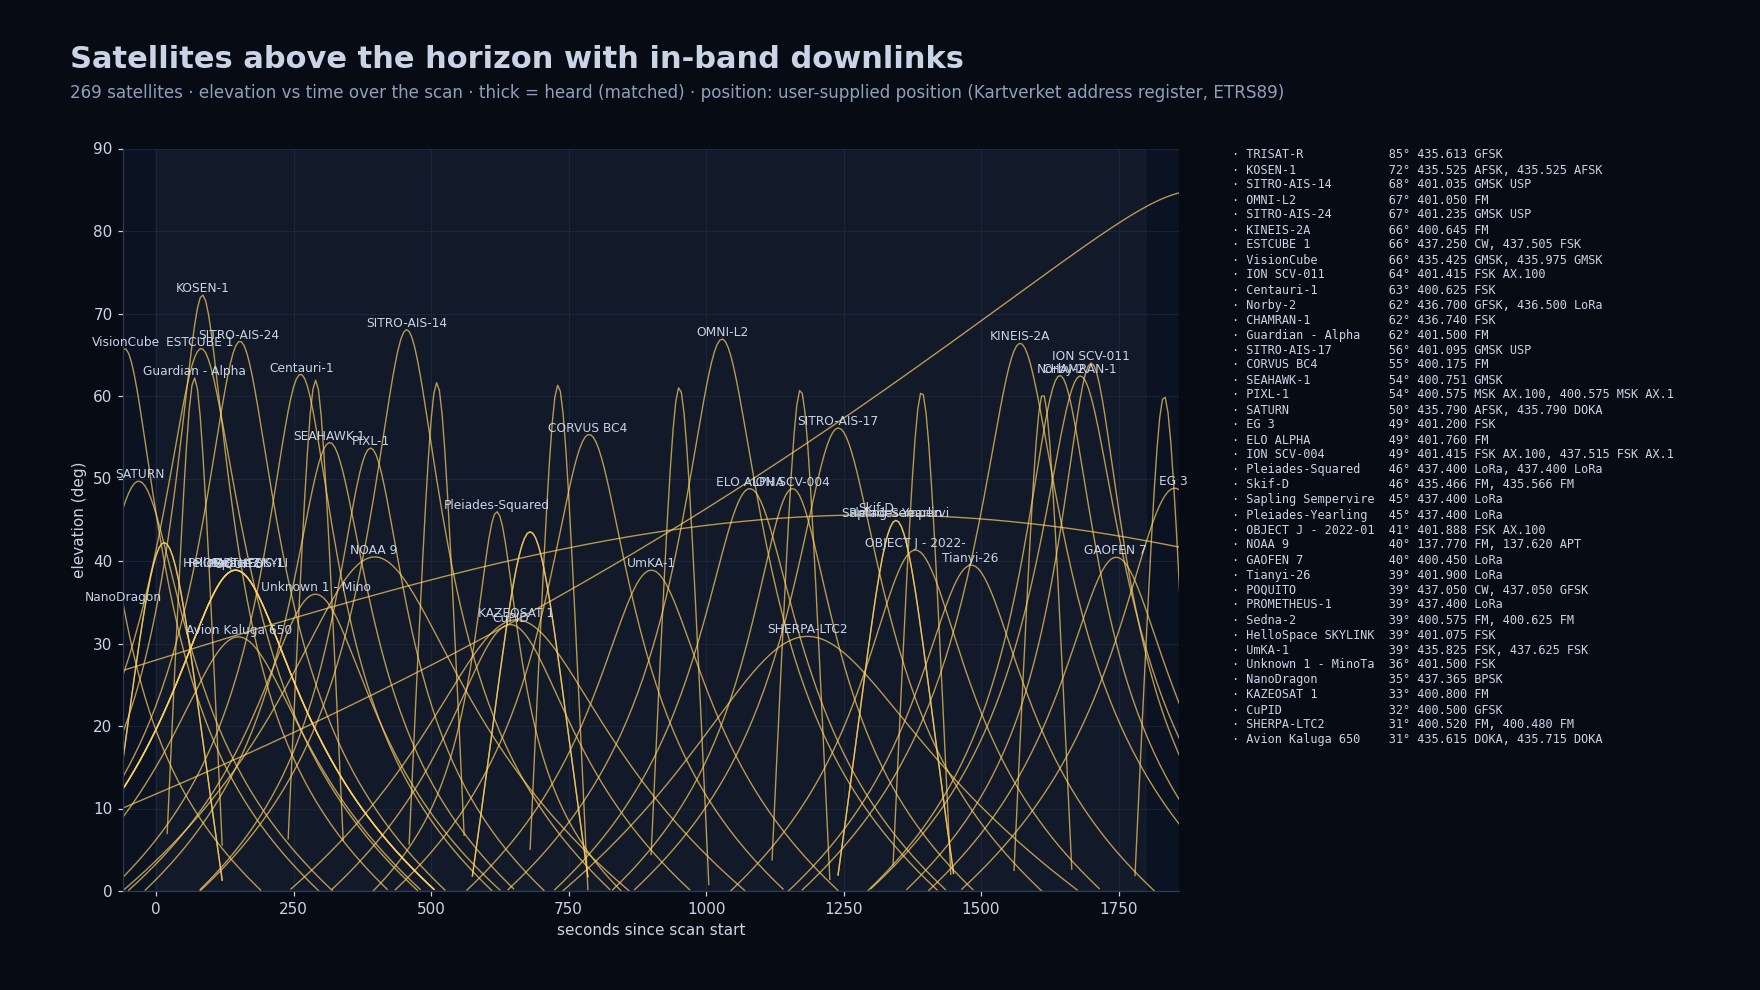 Satellites above the horizon with in-band downlinks
269 satellites · elevation vs time over the scan · thick = heard (matched) · position: user-supplied position (Kartverket address register, ETRS89)
90
80
70
60
50
40
30
20
10
0
elevation (deg)
0 250 500 750 1000 1250 1500 1750
seconds since scan start
KOSEN-1
VisionCube
ESTCUBE 1
SITRO-AIS-24
SITRO-AIS-14
OMNI-L2
KINEIS-2A
ION SCV-011
Guardian - Alpha
Centauri-1
Norby-2
CHAMRAN-1
SEAHAWK-1
PIXL-1
CORVUS BC4
SITRO-AIS-17
SATURN
ELO ALPHA
ION SCV-004
EG 3
Pleiades-Squared
Skif-D
OBJECT J - 2022-
NOAA 9
Tianyi-26
GAOFEN 7
UmKA-1
Unknown 1 - Mino
NanoDragon
KAZEOSAT 1
CuPID
Avion Kaluga 650
SHERPA-LTC2
· TRISAT-R 85° 435.613 GFSK
· KOSEN-1 72° 435.525 AFSK, 435.525 AFSK
· SITRO-AIS-14 68° 401.035 GMSK USP
· OMNI-L2 67° 401.050 FM
· SITRO-AIS-24 67° 401.235 GMSK USP
· KINEIS-2A 66° 400.645 FM
· ESTCUBE 1 66° 437.250 CW, 437.505 FSK
· VisionCube 66° 435.425 GMSK, 435.975 GMSK
· ION SCV-011 64° 401.415 FSK AX.100
· Centauri-1 63° 400.625 FSK
· Norby-2 62° 436.700 GFSK, 436.500 LoRa
· CHAMRAN-1 62° 436.740 FSK
· Guardian - Alpha 62° 401.500 FM
· SITRO-AIS-17 56° 401.095 GMSK USP
· CORVUS BC4 55° 400.175 FM
· SEAHAWK-1 54° 400.751 GMSK
· PIXL-1 54° 400.575 MSK AX.100, 400.575 MSK AX.1
· SATURN 50° 435.790 AFSK, 435.790 DOKA
· EG 3 49° 401.200 FSK
· ELO ALPHA 49° 401.760 FM
· ION SCV-004 49° 401.415 FSK AX.100, 437.515 FSK AX.1
· Pleiades-Squared 46° 437.400 LoRa, 437.400 LoRa
· Skif-D 46° 435.466 FM, 435.566 FM
· Sapling Sempervire 45° 437.400 LoRa
· Pleiades-Yearling 45° 437.400 LoRa
· OBJECT J - 2022-01 41° 401.888 FSK AX.100
· NOAA 9 40° 137.770 FM, 137.620 APT
· GAOFEN 7 40° 400.450 LoRa
· Tianyi-26 39° 401.900 LoRa
· POQUITO 39° 437.050 CW, 437.050 GFSK
· PROMETHEUS-1 39° 437.400 LoRa
· Sedna-2 39° 400.575 FM, 400.625 FM
· HelloSpace SKYLINK 39° 401.075 FSK
· UmKA-1 39° 435.825 FSK, 437.625 FSK
· Unknown 1 - MinoTa 36° 401.500 FSK
· NanoDragon 35° 437.365 BPSK
· KAZEOSAT 1 33° 400.800 FM
· CuPID 32° 400.500 GFSK
· SHERPA-LTC2 31° 400.520 FM, 400.480 FM
· Avion Kaluga 650 31° 435.615 DOKA, 435.715 DOKA